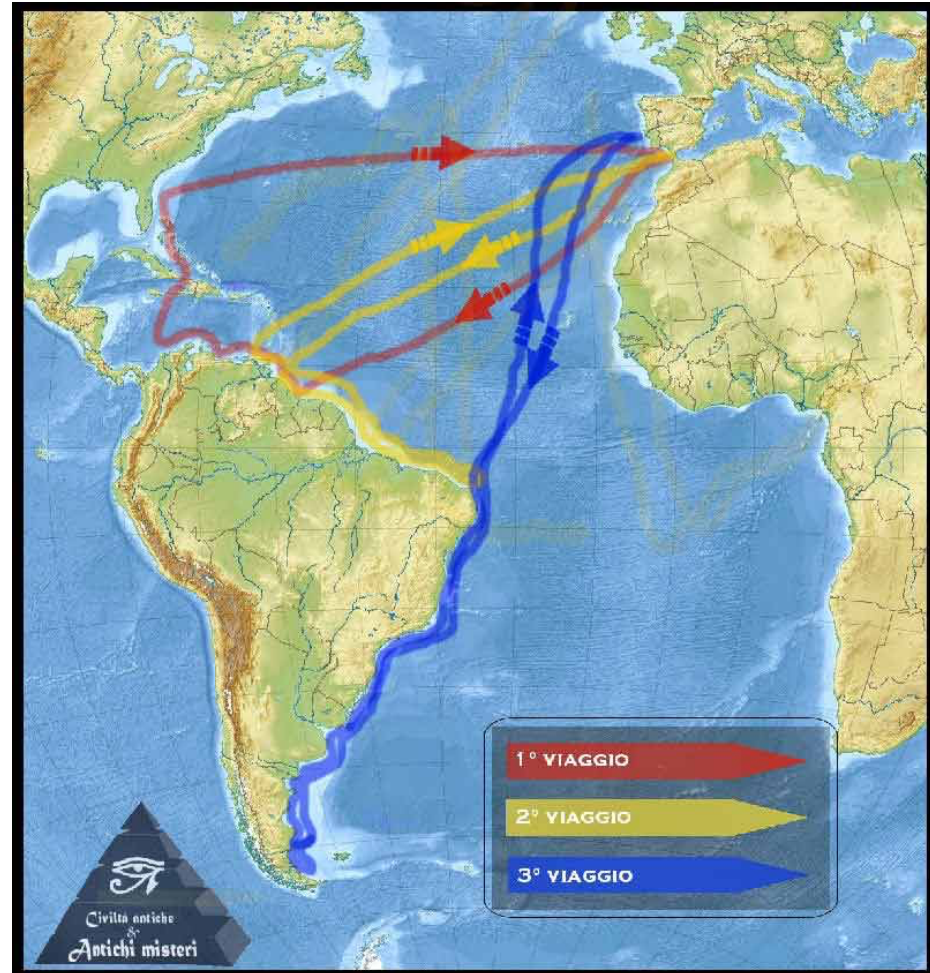 1° VIAGGIO
2° VIAGGIO
3° VIAGGIO
Civiltà antiche
&
Antichi misteri